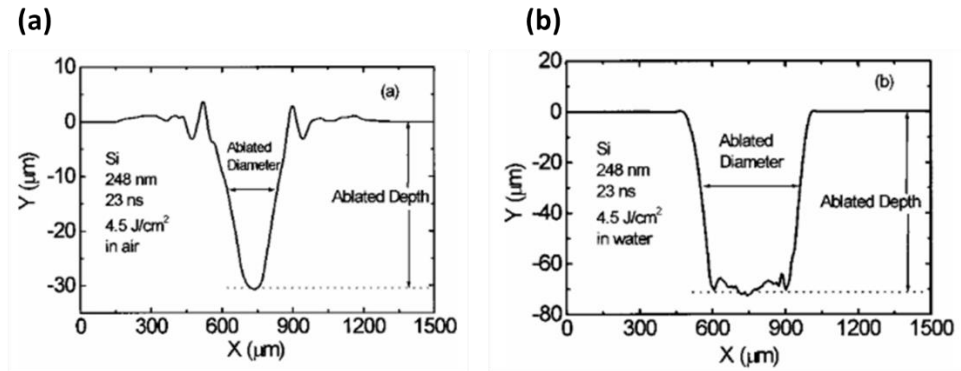 (a)
(b)
10
0
-10
-20
-30
Y (μm)
(a)
Ablated
Diameter
Ablated Depth
Si
248 nm
23 ns
4.5 J/cm²
in air
0
300
600
900
1200
1500
X (μm)
20
0
-20
-40
-60
-80
Y (μm)
(b)
Ablated
Diameter
Ablated Depth
Si
248 nm
23 ns
4.5 J/cm²
in water
0
300
600
900
1200
1500
X (μm)